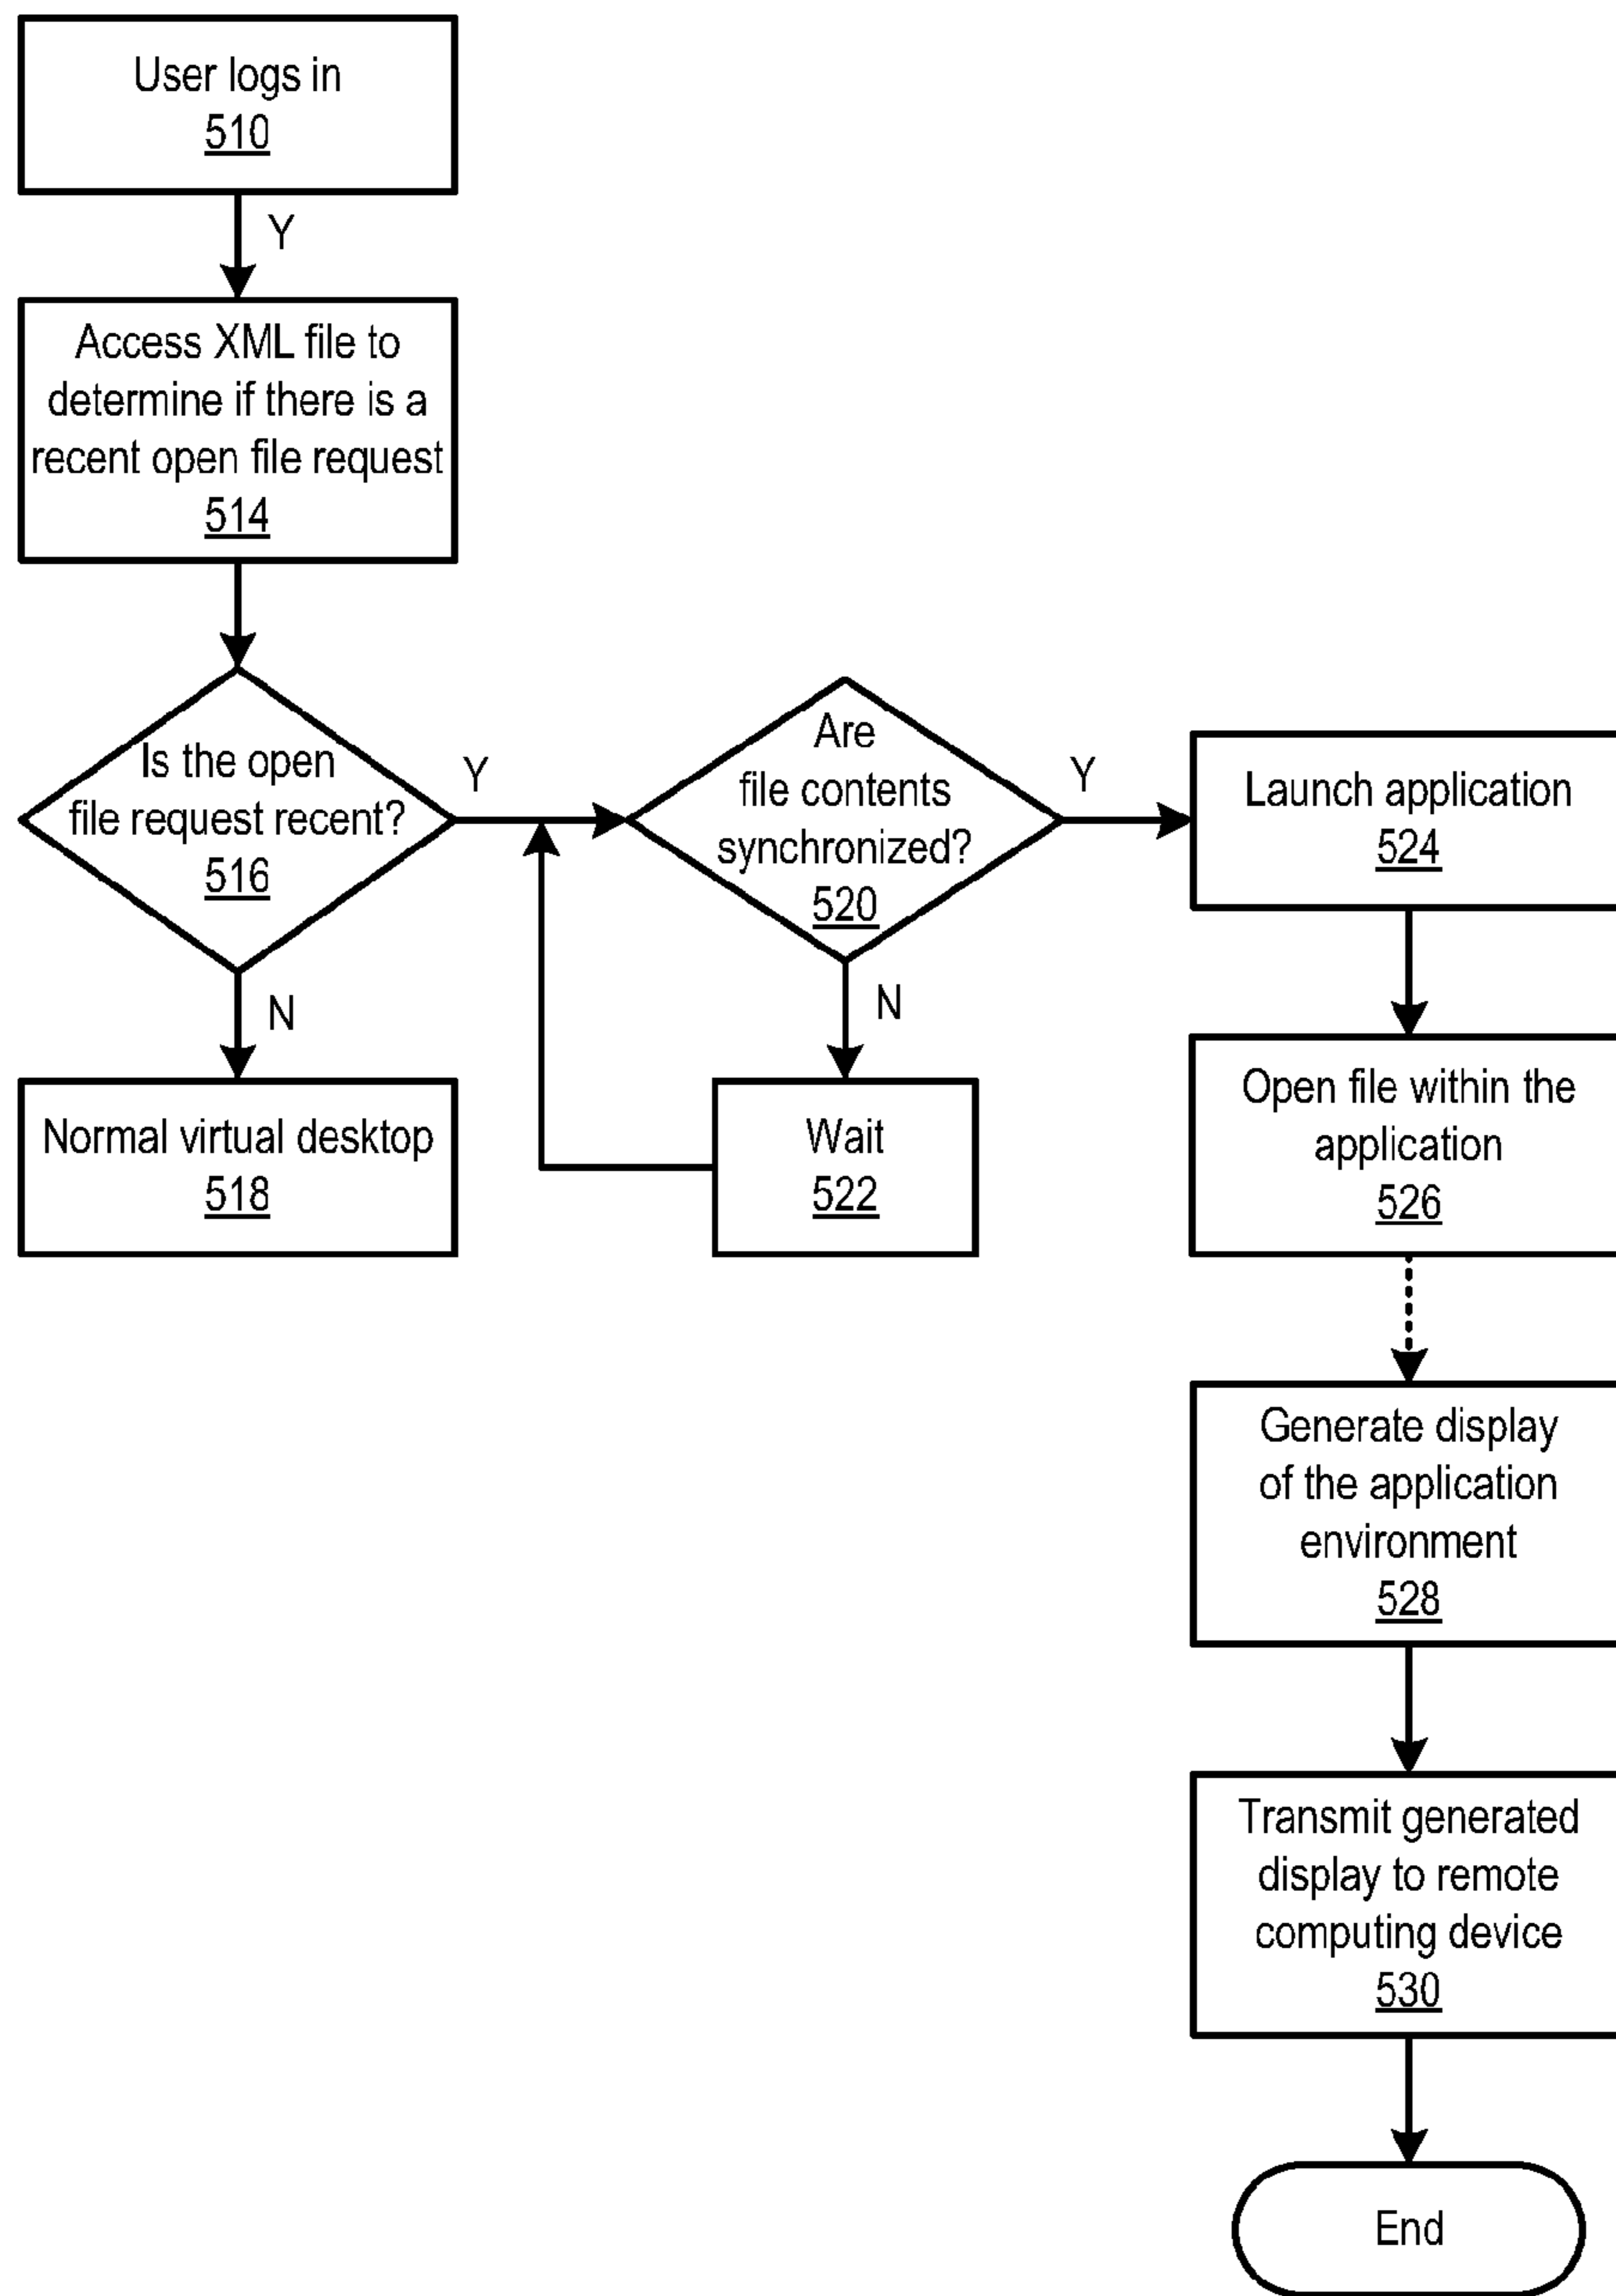 User logs in
510
Y
Access XML file to
determine if there is a
recent open file request
514
Is the open
file request recent?
516
Y
N
Normal virtual desktop
518
Are
file contents
synchronized?
520
Y
N
Wait
522
Launch application
524
Open file within the
application
526
Generate display
of the application
environment
528
Transmit generated
display to remote
computing device
530
End